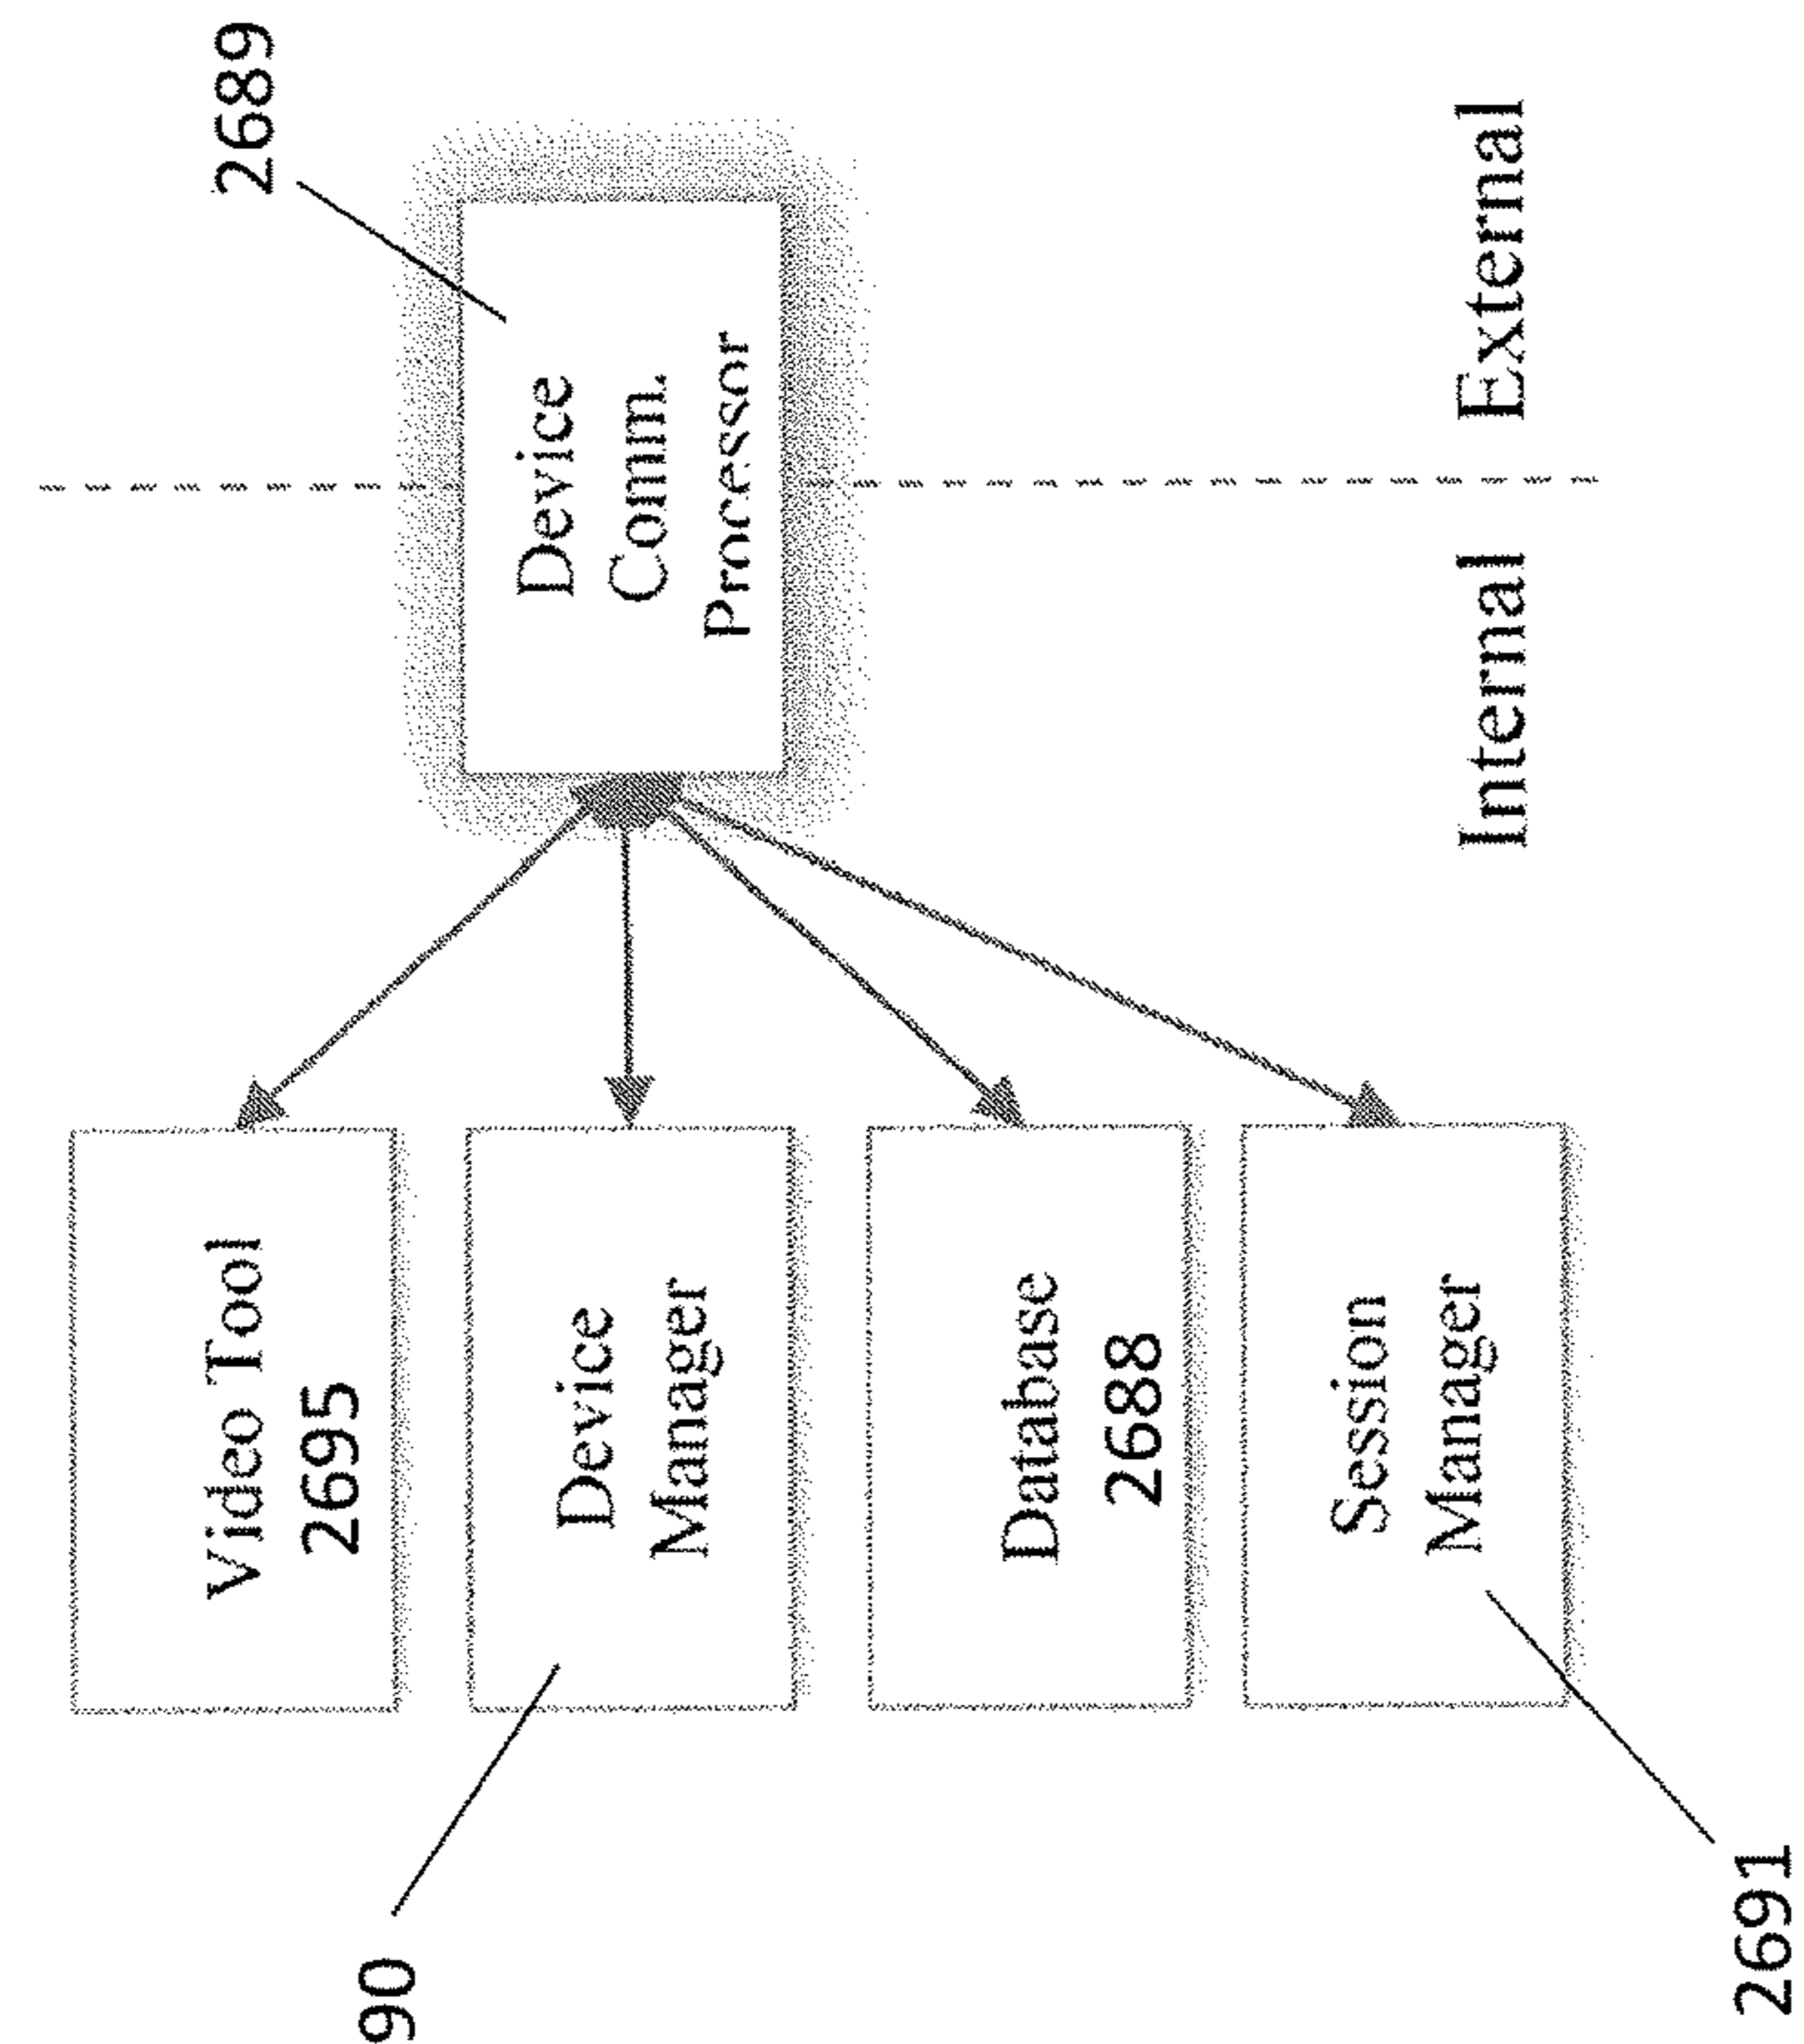 2689
Video Tool
2695
90
Device
Manager
Device
Comm.
Processor
Database
2688
Session
Manager
Internal
External
2691